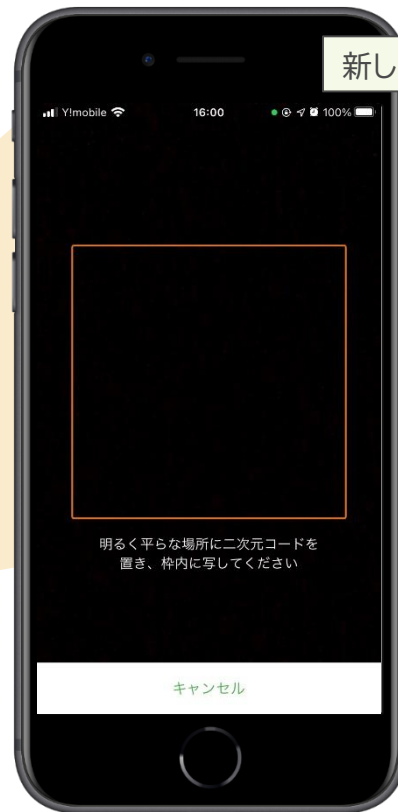 新し
Y!mobile 16:00 100%
明るく平らな場所に二次元コードを
置き、枠内に写してください
キャンセル